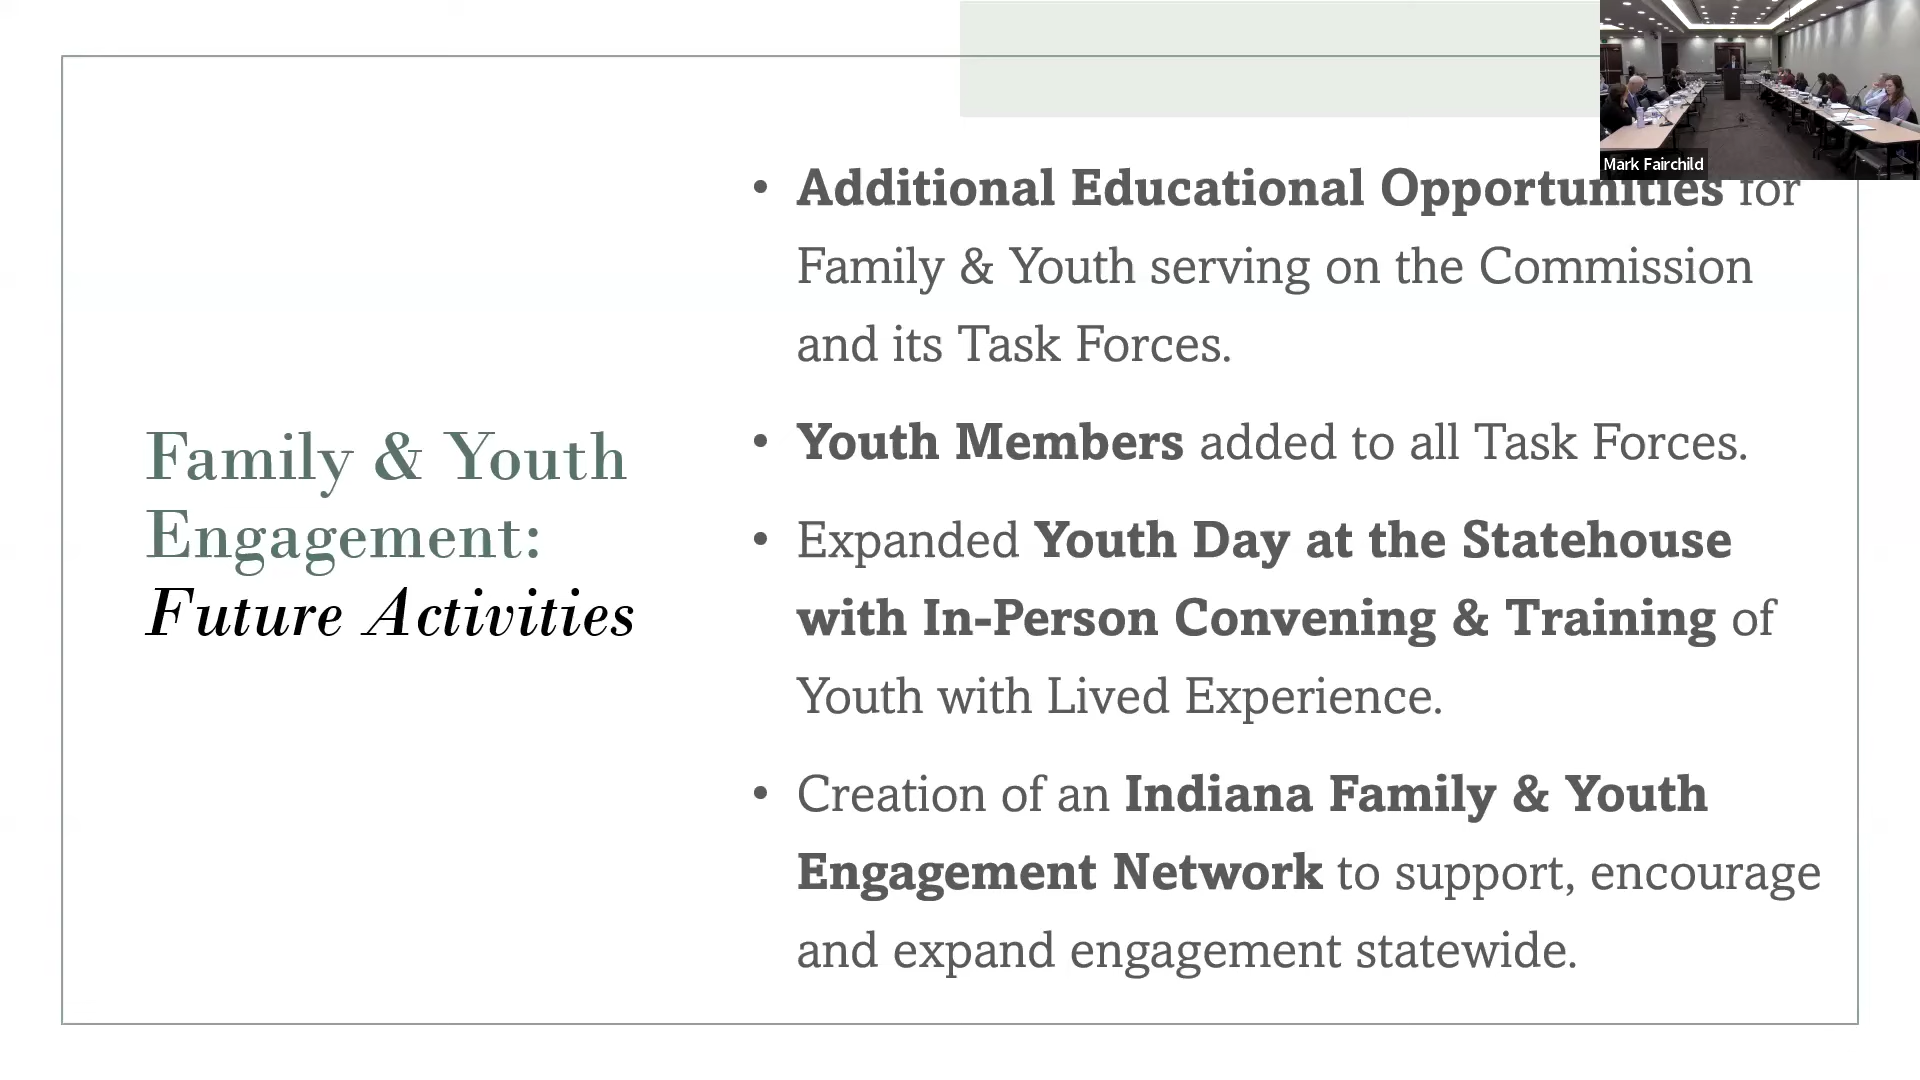 Mark Fairchild
Family & Youth
Engagement:
Future Activities
• Additional Educational Opportunities for
Family & Youth serving on the Commission
and its Task Forces.
• Youth Members added to all Task Forces.
• Expanded Youth Day at the Statehouse
with In-Person Convening & Training of
Youth with Lived Experience.
• Creation of an Indiana Family & Youth
Engagement Network to support, encourage
and expand engagement statewide.